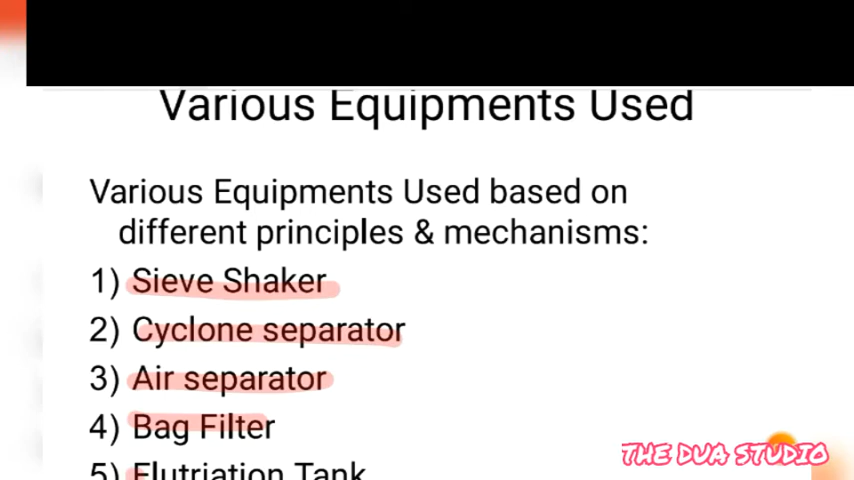 Various Equipments Used
Various Equipments Used based on
different principles & mechanisms:
1) Sieve Shaker
2) Cyclone separator
3) Air separator
4) Bag Filter
5) Elutriation Tank
THE DUA STUDIO